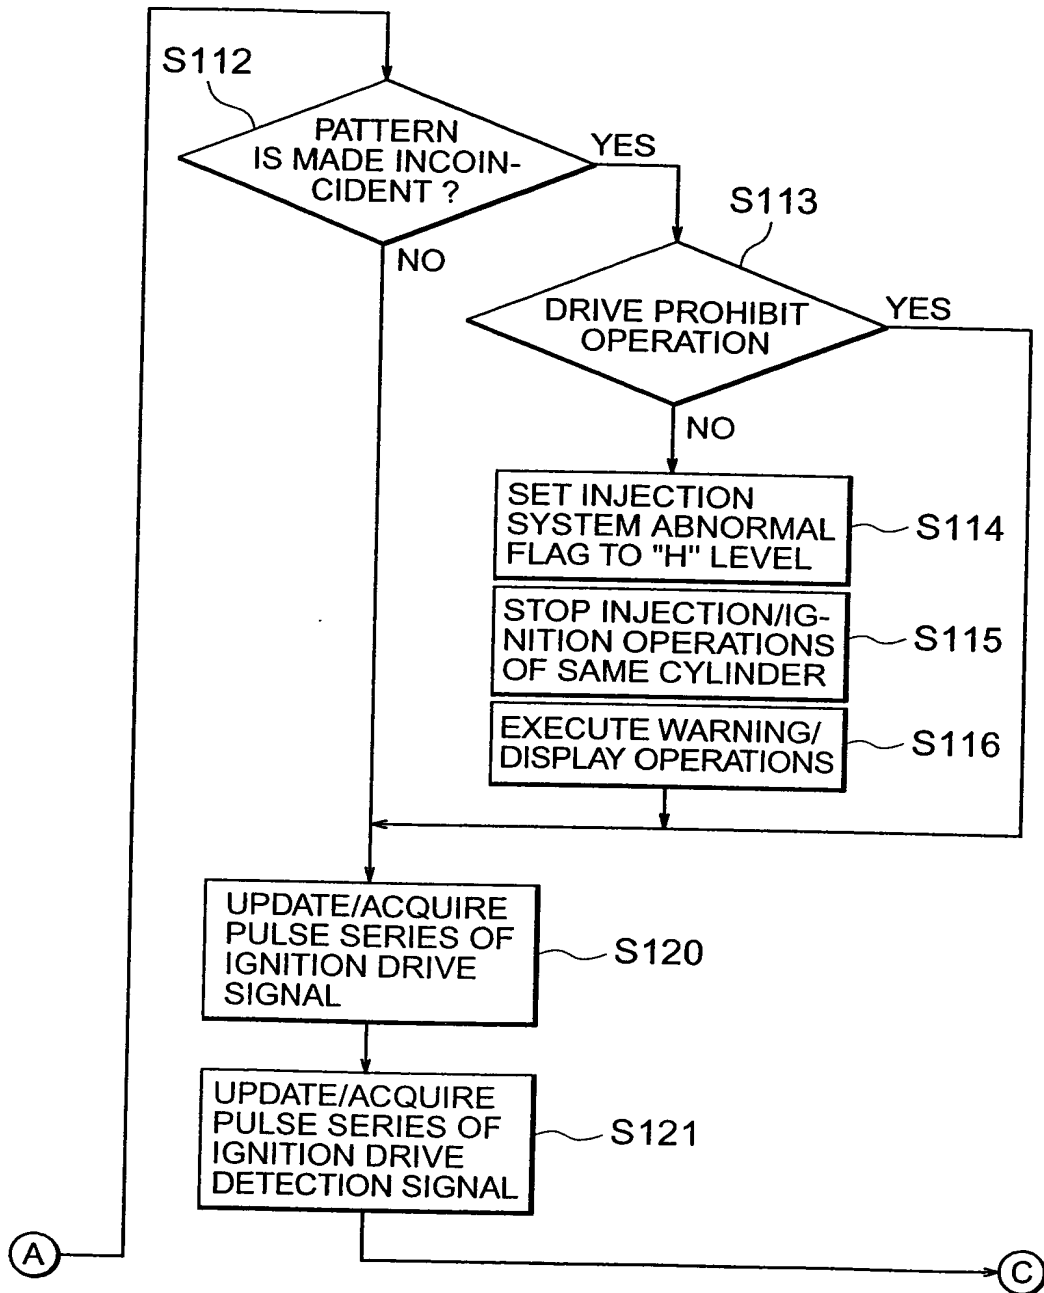 S112
PATTERN
IS MADE INCOIN-
CIDENT ?
YES
NO
S113
DRIVE PROHIBIT
OPERATION
YES
NO
SET INJECTION
SYSTEM ABNORMAL
FLAG TO "H" LEVEL
S114
STOP INJECTION/IG-
NITION OPERATIONS
OF SAME CYLINDER
S115
EXECUTE WARNING/
DISPLAY OPERATIONS
S116
UPDATE/ACQUIRE
PULSE SERIES OF
IGNITION DRIVE
SIGNAL
S120
UPDATE/ACQUIRE
PULSE SERIES OF
IGNITION DRIVE
DETECTION SIGNAL
S121
A
C